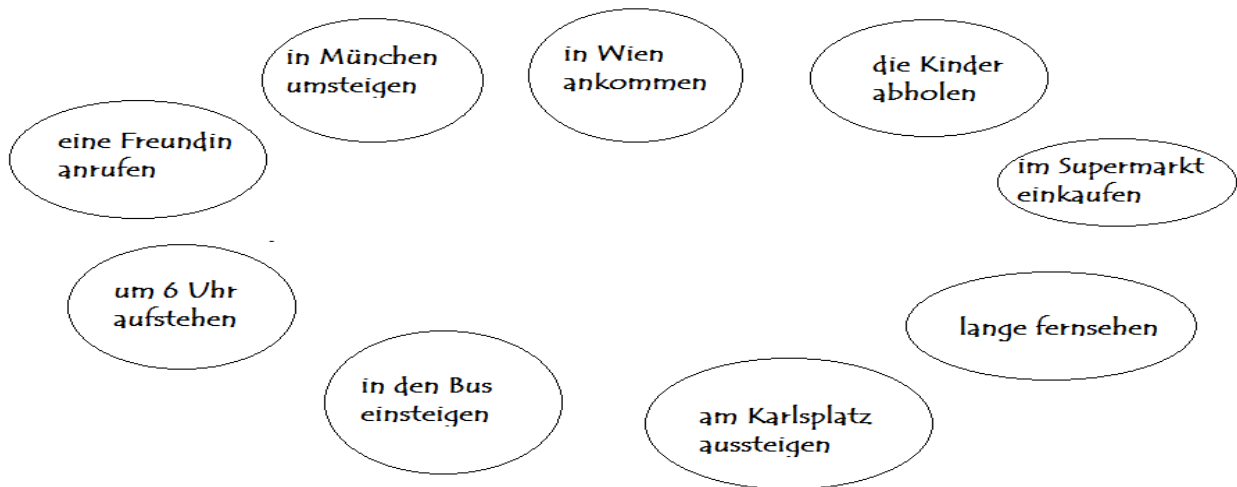 in München
umsteigen
in Wien
ankommen
die Kinder
abholen
eine Freundin
anrufen
im Supermarkt
einkaufen
um 6 Uhr
aufstehen
lange fernsehen
in den Bus
einsteigen
am Karlsplatz
aussteigen